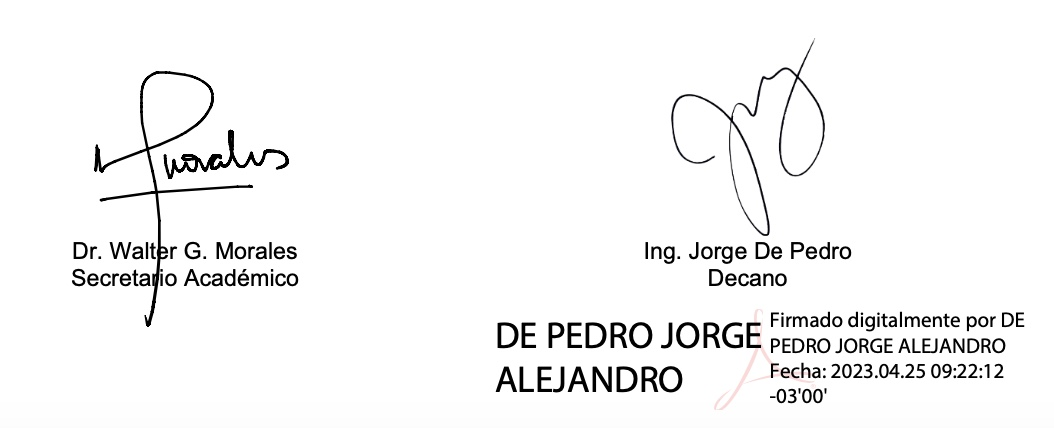 Morales
Dr. Walter G. Morales
Secretario Académico
Ing. Jorge De Pedro
Decano
DE PEDRO JORGE
ALEJANDRO
Firmado digitalmente por DE
PEDRO JORGE ALEJANDRO
Fecha: 2023.04.25 09:22:12
-03'00'